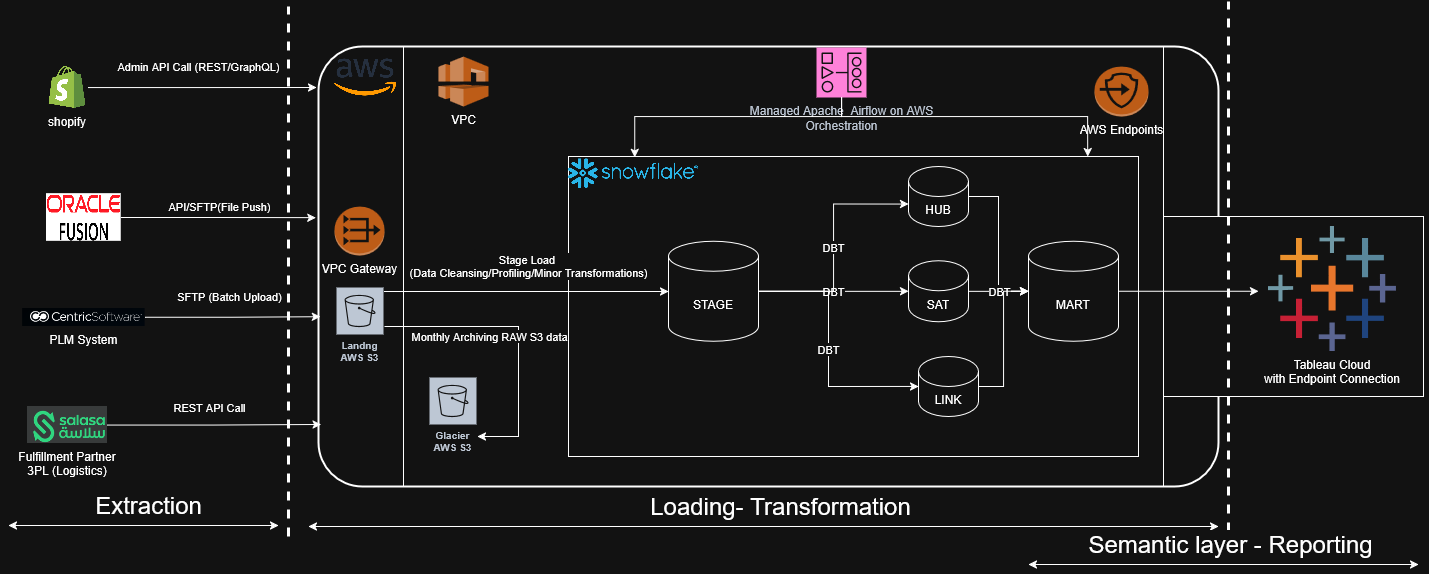 Admin API Call (REST/GraphQL)
shopify
aws
VPC
Managed Apache Airflow on AWS
Orchestration
AWS Endpoints
snowflake
ORACLE
FUSION
API/SFTP(File Push)
VPC Gateway
Stage Load
(Data Cleansing/Profiling/Minor Transformations)
HUB
DBT
SFTP (Batch Upload)
CentricSoftware
PLM System
Landng
AWS S3
Monthly Archiving RAW S3 data
STAGE
DBT
SAT
DBT
MART
DBT
LINK
Tableau Cloud
with Endpoint Connection
REST API Call
salasa
سلاسة
Fulfillment Partner
3PL (Logistics)
Glacier
AWS S3
Extraction
Loading- Transformation
Semantic layer - Reporting